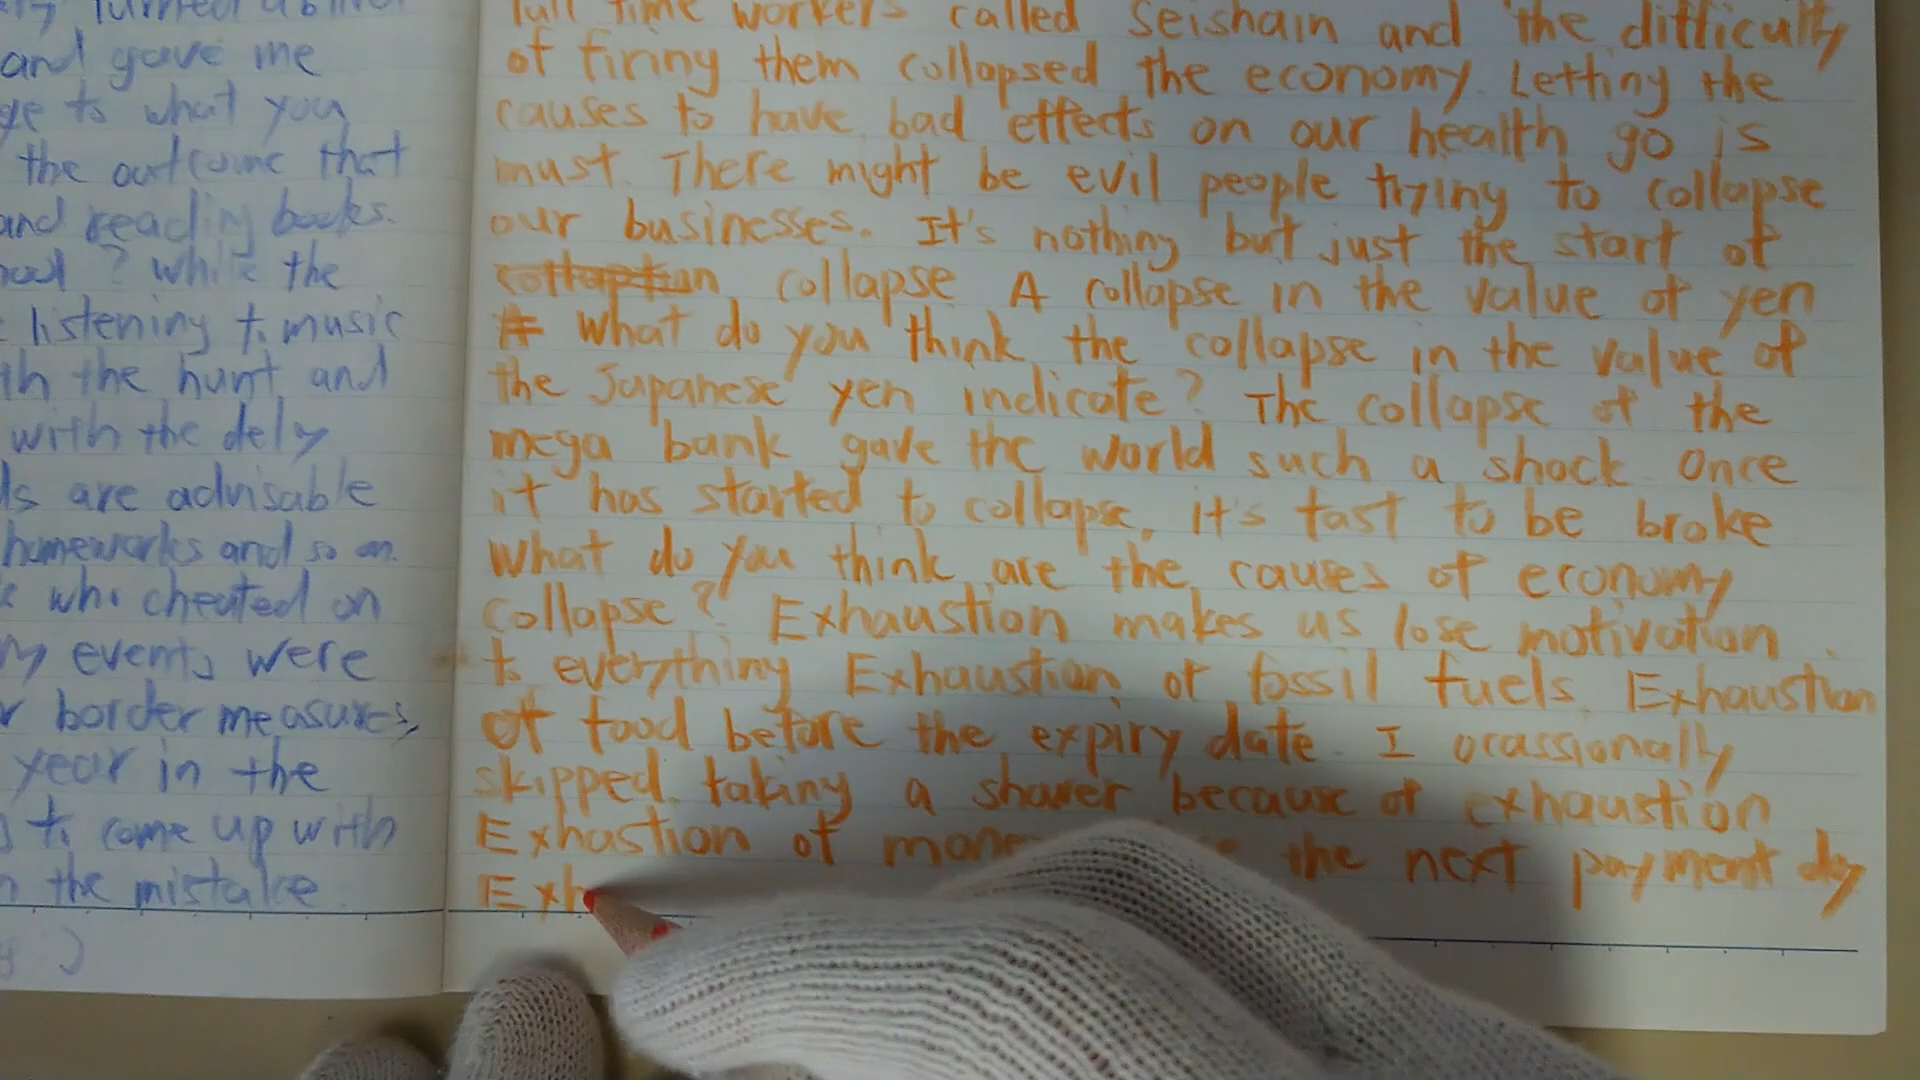 and gave me
to what you
the outcome that
and reading books.
? while the
listening to music
the hunt and
with the dely
are advisable
homeworks and so on.
who cheated on
events were
border measures,
year in the
to come up with
the mistake.
full time workers called Seishain and the difficulty
of firiny them collapsed the economy. Letting the
causes to have bad effects on our health go is
must. There might be evil people trying to collapse
our businesses. It's nothing but just the start of
collapse A collapse in the value of yen
What do you think the collapse in the value of
the Japanese yen indicate? The collapse of the
mega bank gave the world such a shock. Once
it has started to collapse, it's fast to be broke
What do you think are the causes of economy
collapse? Exhaustion makes us lose motivation
to everything Exhaustion of fossil fuels. Exhaustion
of food before the expiry date. I ocassionally
skipped taking a shower because of exhaustion
Exhastion of the next payment day
Exh